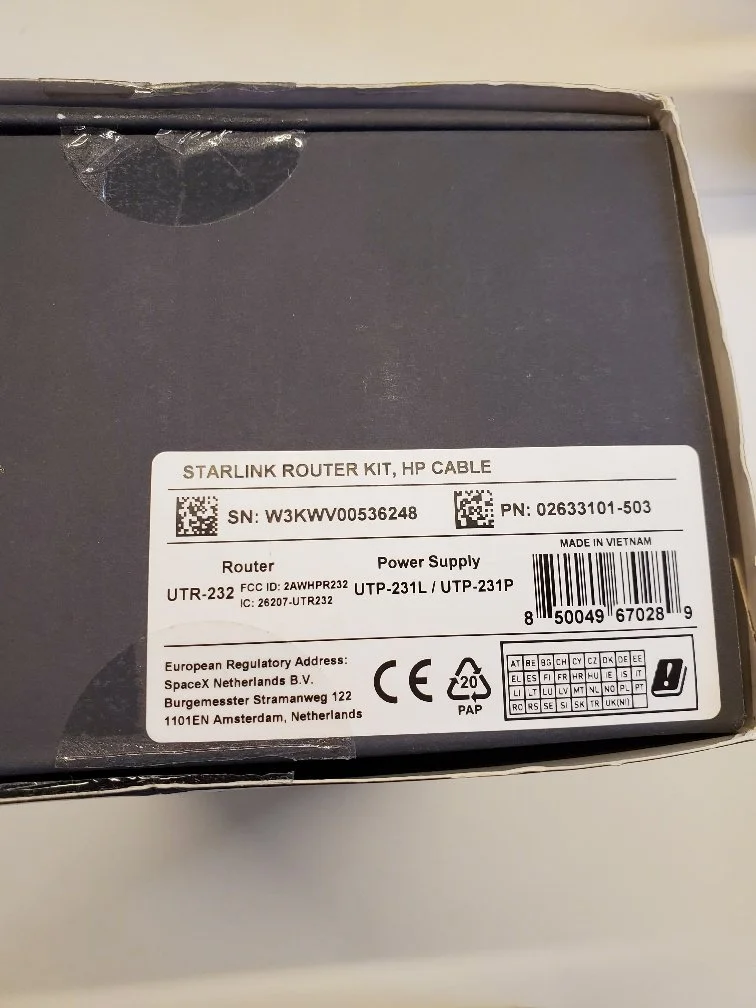 STARLINK ROUTER KIT, HP CABLE
SN: W3KWV00536248 PN: 02633101-503
MADE IN VIETNAM
Router Power Supply
UTR-232 FCC ID: 2AWHPR232 UTP-231L / UTP-231P
IC: 26207-UTR232
8 50049 67028 9
European Regulatory Address:
SpaceX Netherlands B.V.
Burgemesster Stramanweg 122
1101EN Amsterdam, Netherlands
CE
20
PAP
AT BE BG CH CY CZ DK DE EE
EL ES FI FR HR HU IE IS IT
LI LT LU LV MT NL NO PL PT
RO RS SE SI SK TR UK(NI)
!